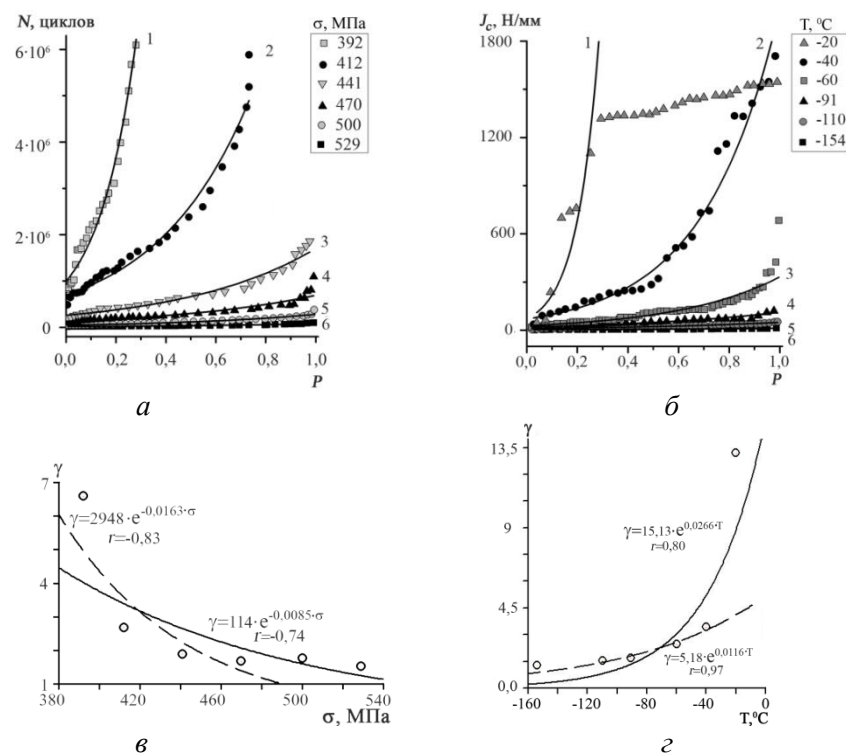 N, циклов
σ, МПа
392
412
441
470
500
529
6·10⁶
4·10⁶
2·10⁶
0
0,0 0,2 0,4 0,6 0,8 1,0
P
1
2
3
4
5
6
а
Jc, Н/мм
T, ⁰C
-20
-40
-60
-91
-110
-154
1800
1200
600
0
0,0 0,2 0,4 0,6 0,8 1,0
P
1
2
3
4
5
6
б
γ
7
4
1
γ=2948·e^-0,0163·σ
r=-0,83
γ=114·e^-0,0085·σ
r=-0,74
380 420 460 500 540
σ, МПа
в
γ
13,5
9
4,5
0,0
γ=15,13·e^0,0266·T
r=0,80
γ=5,18·e^0,0116·T
r=0,97
-160 -120 -80 -40 0
T,⁰C
г